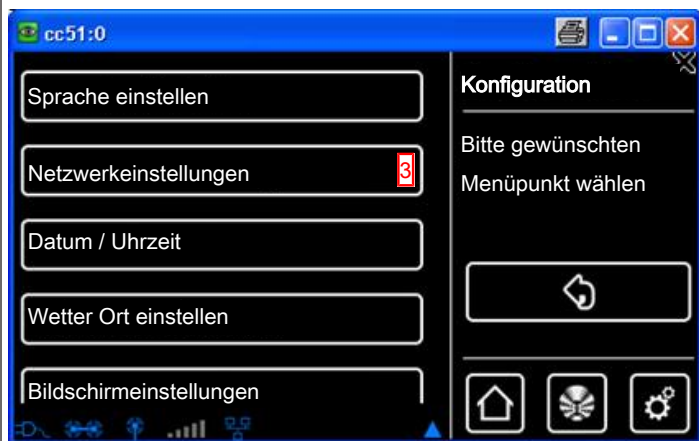 cc51:0
Sprache einstellen
Netzwerkeinstellungen 3
Datum / Uhrzeit
Wetter Ort einstellen
Bildschirmeinstellungen
Konfiguration
Bitte gewünschten
Menüpunkt wählen